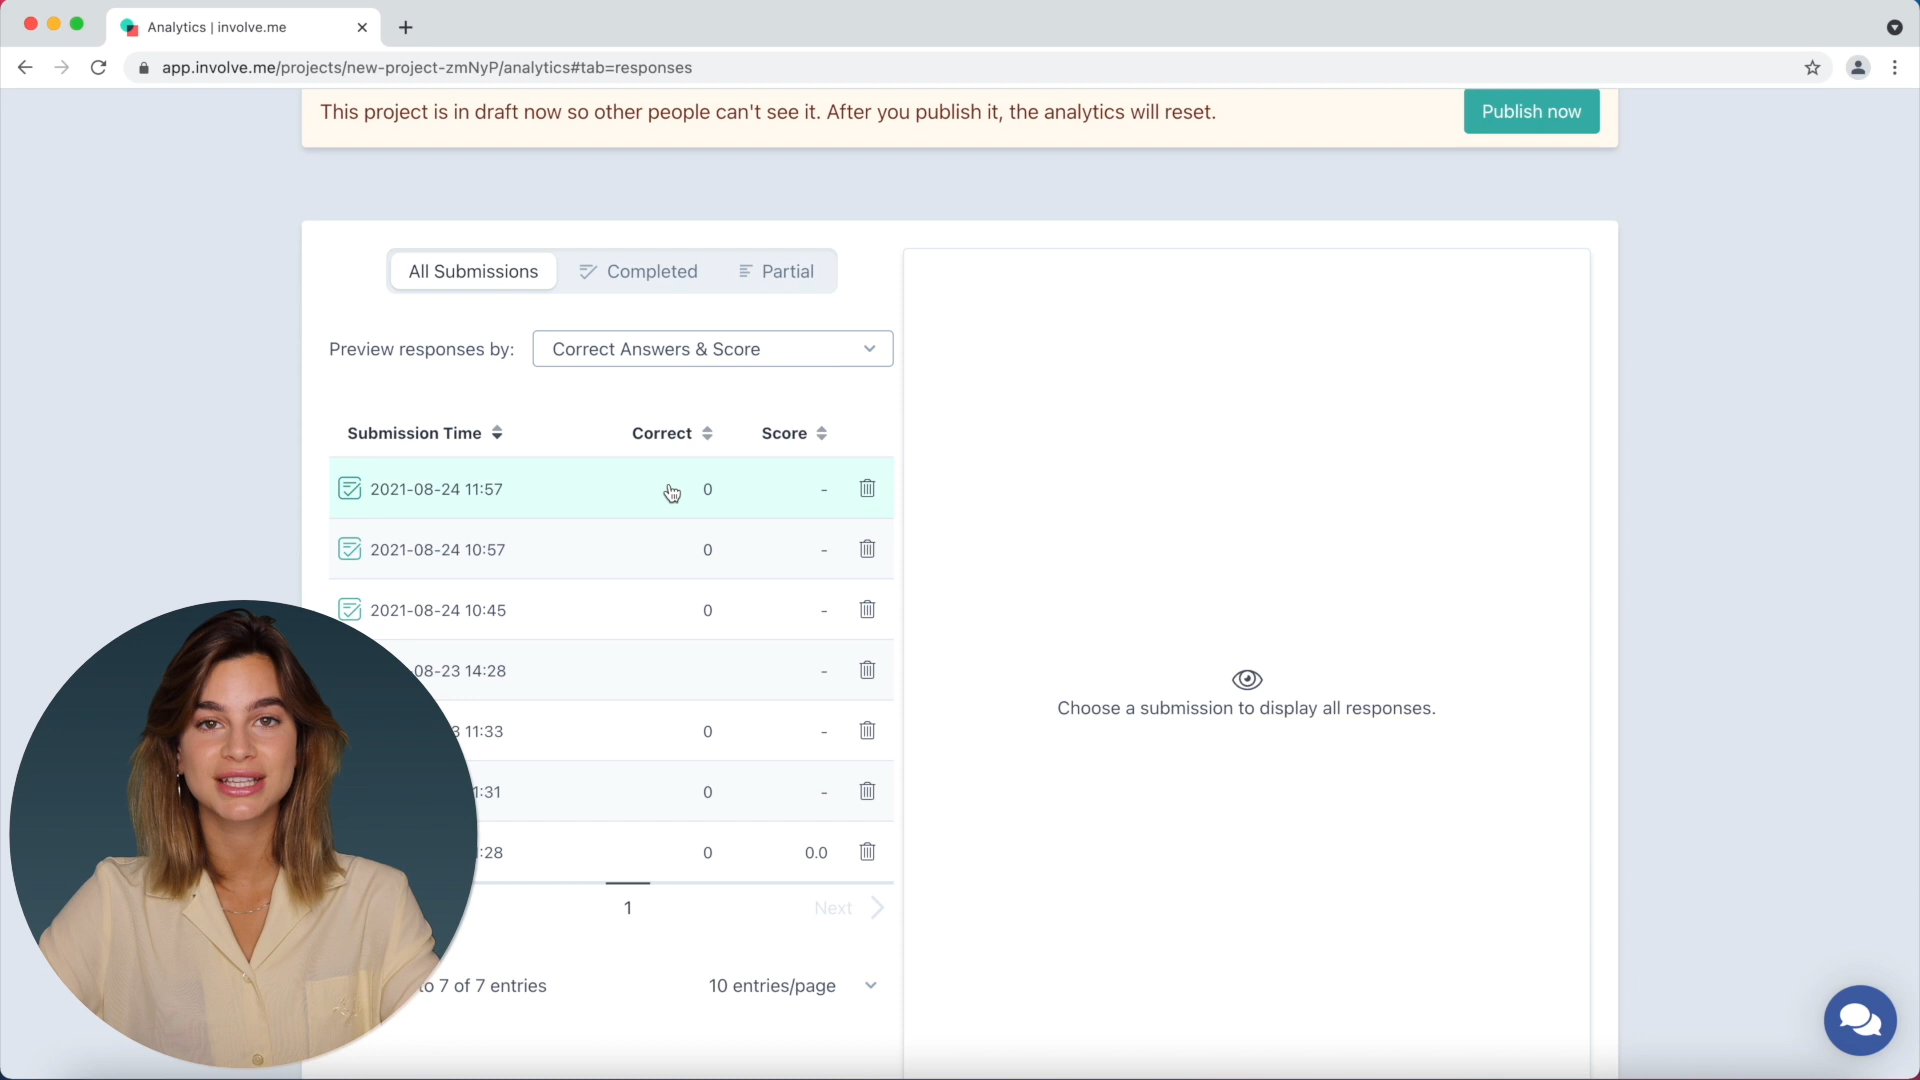 Analytics | involve.me
app.involve.me/projects/new-project-zmNyP/analytics#tab=responses
This project is in draft now so other people can't see it. After you publish it, the analytics will reset.
Publish now
All Submissions
Completed
Partial
Preview responses by:
Correct Answers & Score
Submission Time
Correct
Score
2021-08-24 11:57
0
-
2021-08-24 10:57
0
-
2021-08-24 10:45
0
-
08-23 14:28
-
11:33
0
-
:31
0
-
:28
0
0.0
Choose a submission to display all responses.
1
Next
to 7 of 7 entries
10 entries/page